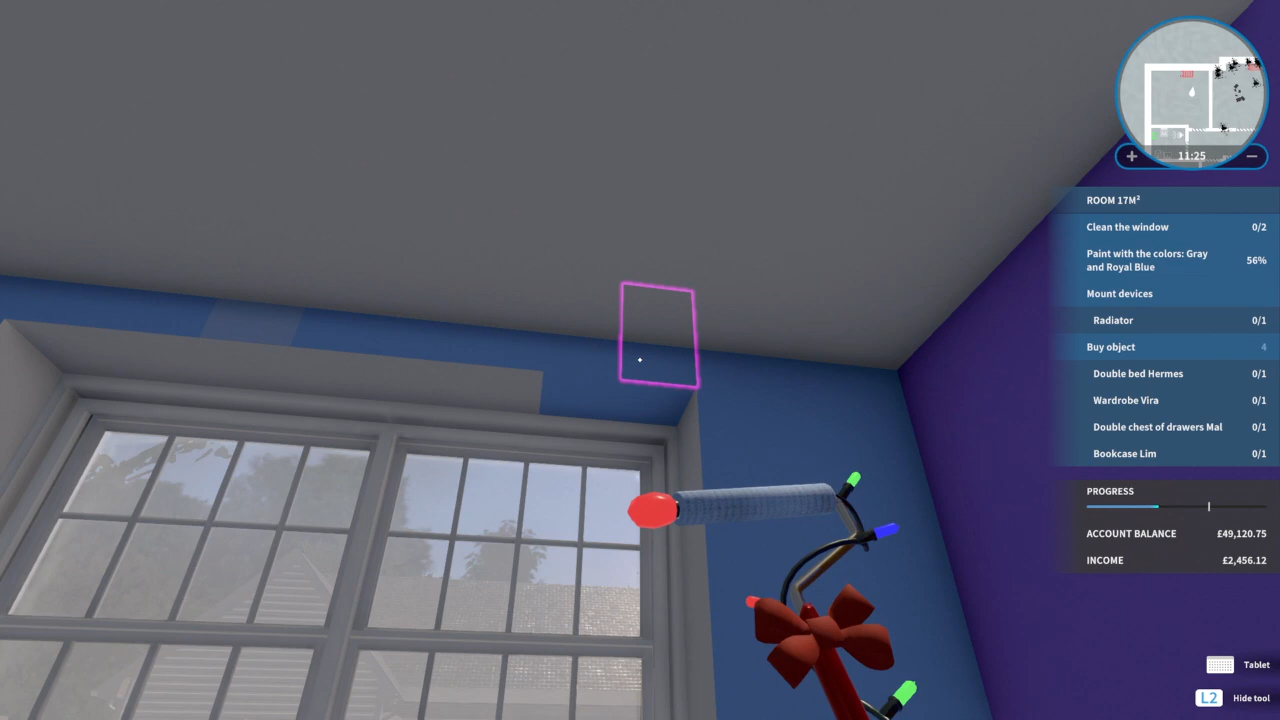 11:25
ROOM 17M²
Clean the window 0/2
Paint with the colors: Gray
and Royal Blue 56%
Mount devices
Radiator 0/1
Buy object 4
Double bed Hermes 0/1
Wardrobe Vira 0/1
Double chest of drawers Mal 0/1
Bookcase Lim 0/1
PROGRESS
ACCOUNT BALANCE £49,120.75
INCOME £2,456.12
Tablet
L2 Hide tool